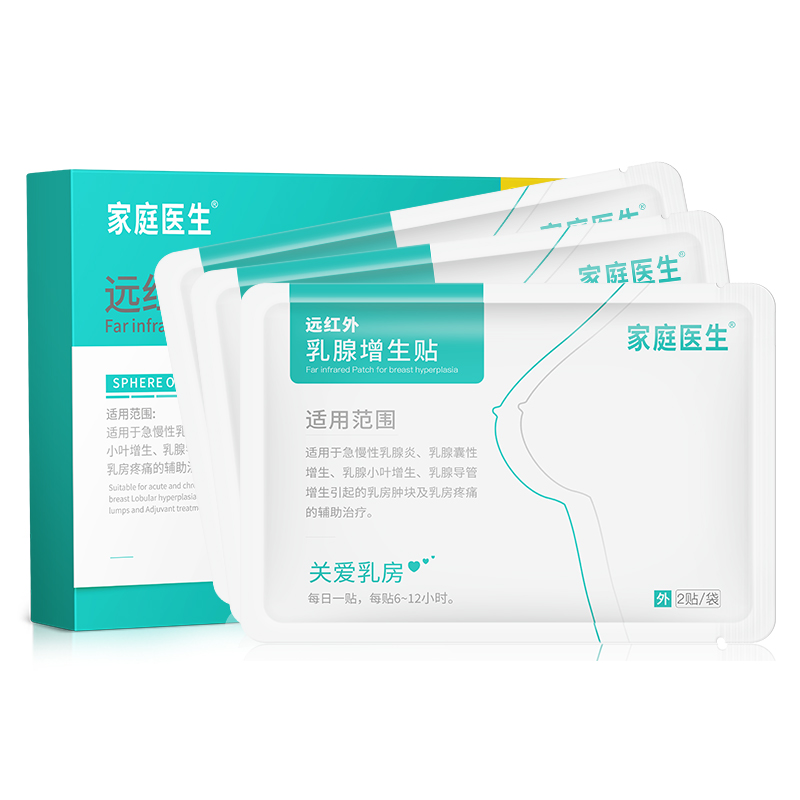 家庭医生®
远红
Far infra
SPHERE O
适用范围:
适用于急慢性乳
小叶增生、乳腺
乳房疼痛的辅助
Suitable for acute and chr
breast Lobular hyperplasia
lumps and Adjuvant treatm
家庭医生®
家庭医生®
远红外
乳腺增生贴
Far infrared Patch for breast hyperplasia
家庭医生®
适用范围
适用于急慢性乳腺炎、乳腺囊性
增生、乳腺小叶增生、乳腺导管
增生引起的乳房肿块及乳房疼痛
的辅助治疗。
关爱乳房
每日一贴，每贴6~12小时。
外 2贴/袋